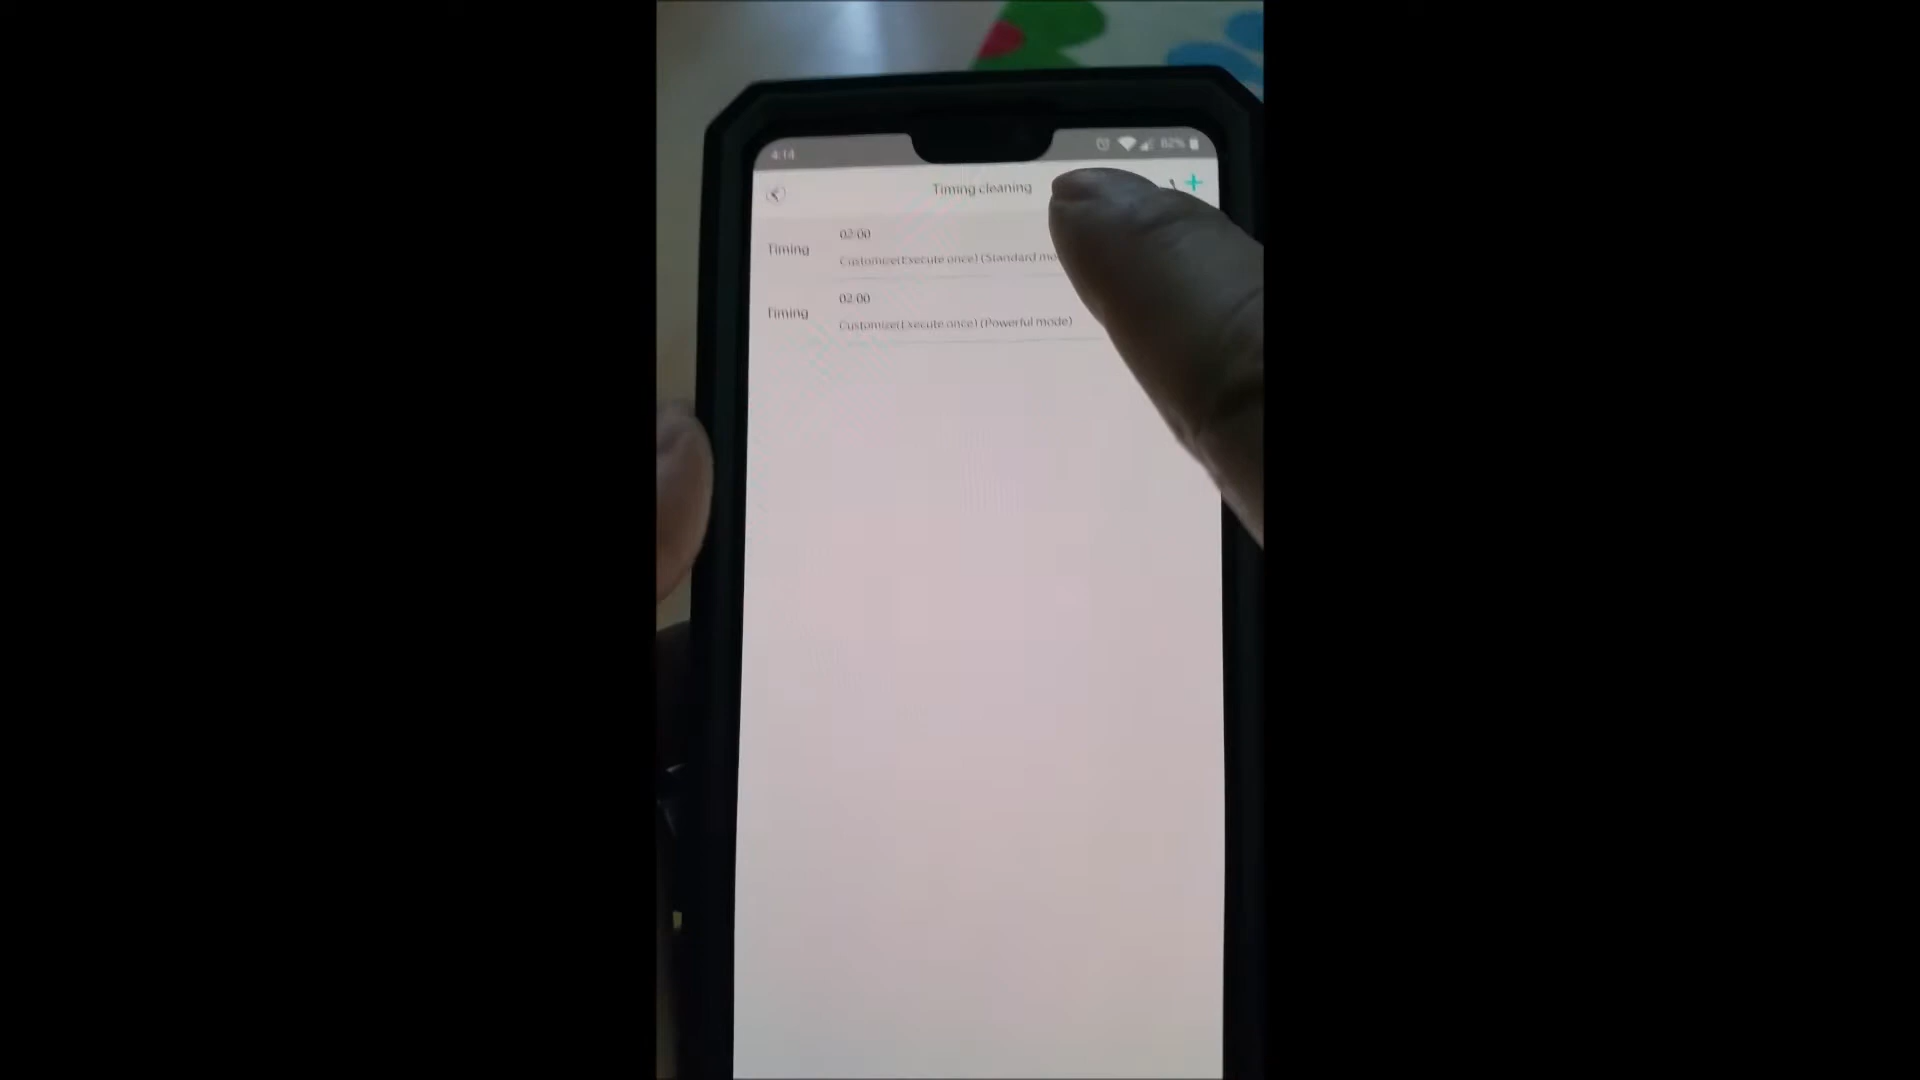 4:14 82%
Timing cleaning +
02:00
Timing
Customize(Execute once) (Standard mo
02:00
Timing
Customize(Execute once) (Powerful mode)